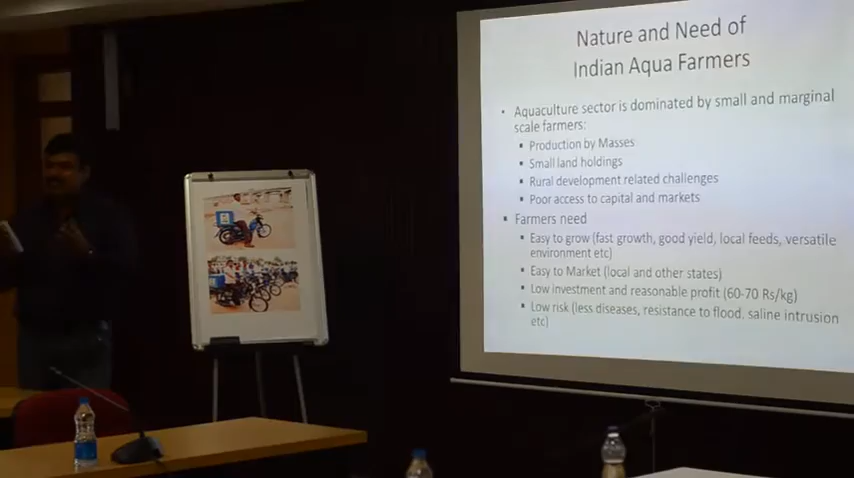 Nature and Need of
Indian Aqua Farmers
• Aquaculture sector is dominated by small and marginal
scale farmers:
▪ Production by Masses
▪ Small land holdings
▪ Rural development related challenges
▪ Poor access to capital and markets
▪ Farmers need
▪ Easy to grow (fast growth, good yield, local feeds, versatile
environment etc)
▪ Easy to Market (local and other states)
▪ Low investment and reasonable profit (60-70 Rs/kg)
▪ Low risk (less diseases, resistance to flood, saline intrusion
etc)